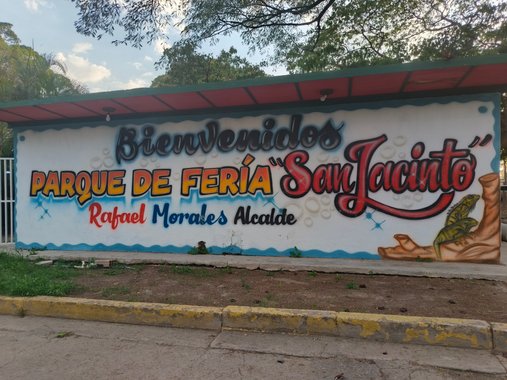 Bienvenidos
PARQUE DE FERÍA "San Jacinto"
Rafael Morales Alcalde